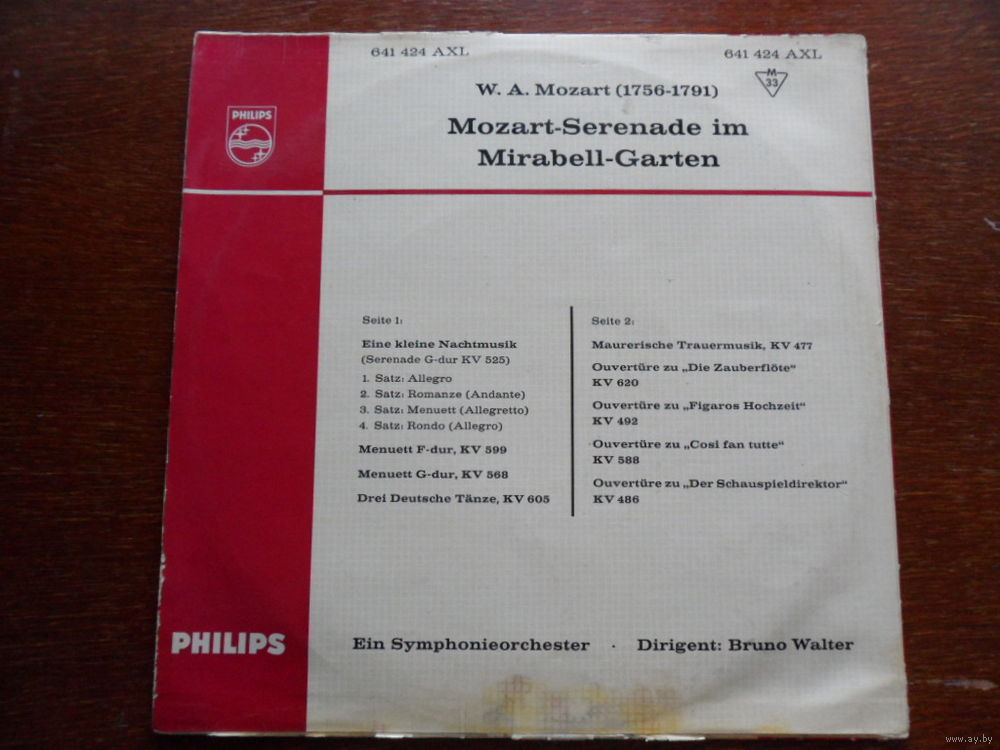 641 424 AXL
641 424 AXL
M
33
PHILIPS
W. A. Mozart (1756-1791)
Mozart-Serenade im
Mirabell-Garten
Seite 1:
Eine kleine Nachtmusik
(Serenade G-dur KV 525)
1. Satz: Allegro
2. Satz: Romanze (Andante)
3. Satz: Menuett (Allegretto)
4. Satz: Rondo (Allegro)
Menuett F-dur, KV 599
Menuett G-dur, KV 568
Drei Deutsche Tänze, KV 605
Seite 2:
Maurerische Trauermusik, KV 477
Ouvertüre zu „Die Zauberflöte“
KV 620
Ouvertüre zu „Figaros Hochzeit“
KV 492
Ouvertüre zu „Cosi fan tutte“
KV 588
Ouvertüre zu „Der Schauspieldirektor“
KV 486
PHILIPS
Ein Symphonieorchester · Dirigent: Bruno Walter
www.ay.by